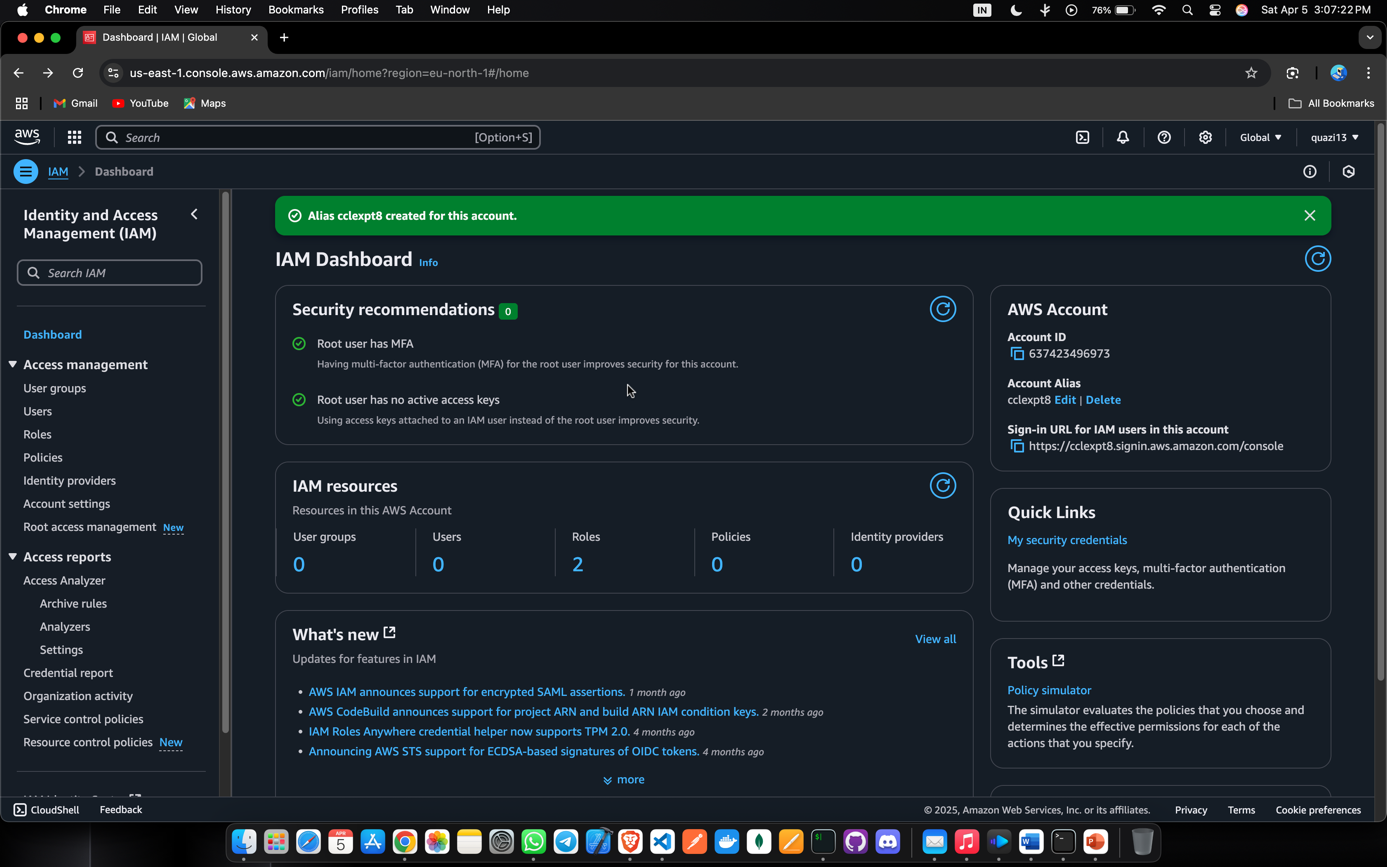 Chrome File Edit View History Bookmarks Profiles Tab Window Help IN 76% Sat Apr 5 3:07:22 PM
Dashboard | IAM | Global
us-east-1.console.aws.amazon.com/iam/home?region=eu-north-1#/home
Gmail YouTube Maps All Bookmarks
aws Search [Option+S] Global quazi13
IAM Dashboard
Identity and Access
Management (IAM)
Search IAM
Dashboard
Access management
User groups
Users
Roles
Policies
Identity providers
Account settings
Root access management New
Access reports
Access Analyzer
Archive rules
Analyzers
Settings
Credential report
Organization activity
Service control policies
Resource control policies New
Alias cclexpt8 created for this account.
IAM Dashboard Info
Security recommendations 0
Root user has MFA
Having multi-factor authentication (MFA) for the root user improves security for this account.
Root user has no active access keys
Using access keys attached to an IAM user instead of the root user improves security.
IAM resources
Resources in this AWS Account
User groups Users Roles Policies Identity providers
0 0 2 0 0
What's new
View all
Updates for features in IAM
• AWS IAM announces support for encrypted SAML assertions. 1 month ago
• AWS CodeBuild announces support for project ARN and build ARN IAM condition keys. 2 months ago
• IAM Roles Anywhere credential helper now supports TPM 2.0. 4 months ago
• Announcing AWS STS support for ECDSA-based signatures of OIDC tokens. 4 months ago
more
AWS Account
Account ID
637423496973
Account Alias
cclexpt8 Edit | Delete
Sign-in URL for IAM users in this account
https://cclexpt8.signin.aws.amazon.com/console
Quick Links
My security credentials
Manage your access keys, multi-factor authentication
(MFA) and other credentials.
Tools
Policy simulator
The simulator evaluates the policies that you choose and
determines the effective permissions for each of the
actions that you specify.
CloudShell Feedback © 2025, Amazon Web Services, Inc. or its affiliates. Privacy Terms Cookie preferences
APR
5